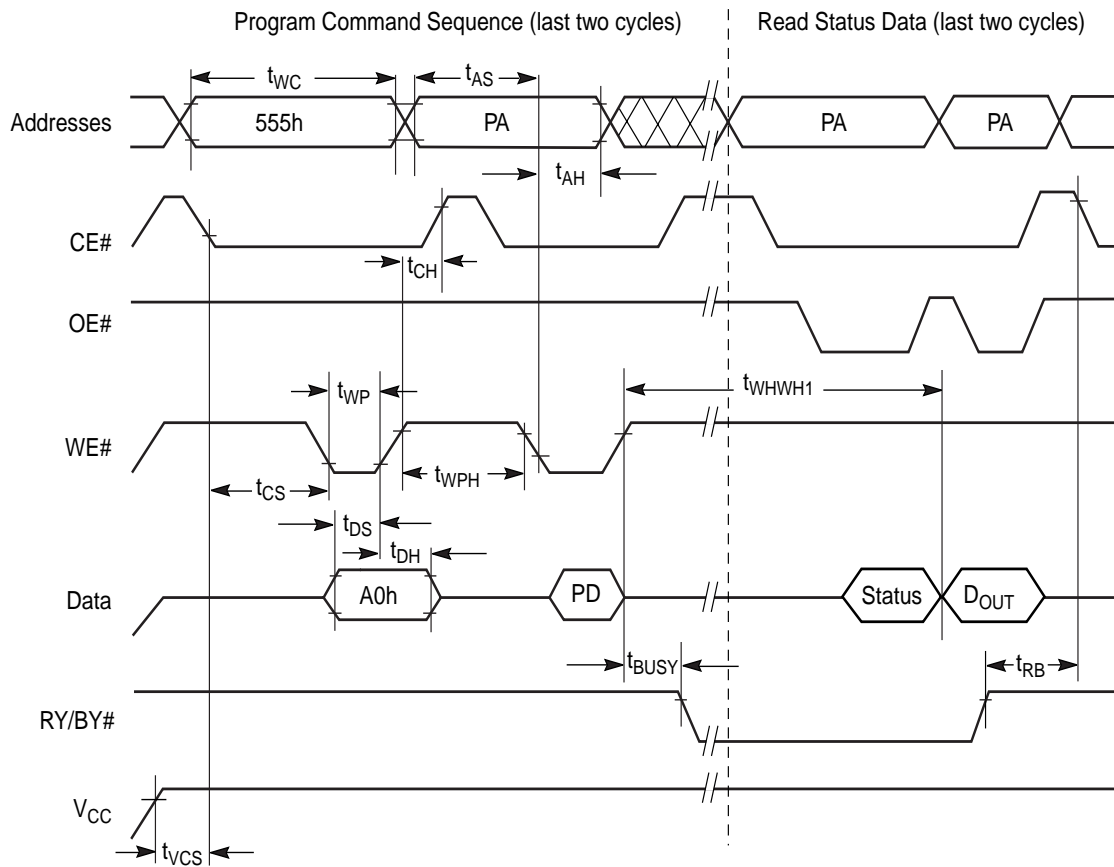 Program Command Sequence (last two cycles) Read Status Data (last two cycles)
tWC tAS
Addresses 555h PA PA PA
tAH
CE#
tCH
OE#
tWP tWHWH1
WE#
tCS tWPH
tDS
tDH
Data A0h PD Status DOUT
tBUSY tRB
RY/BY#
VCC
tVCS